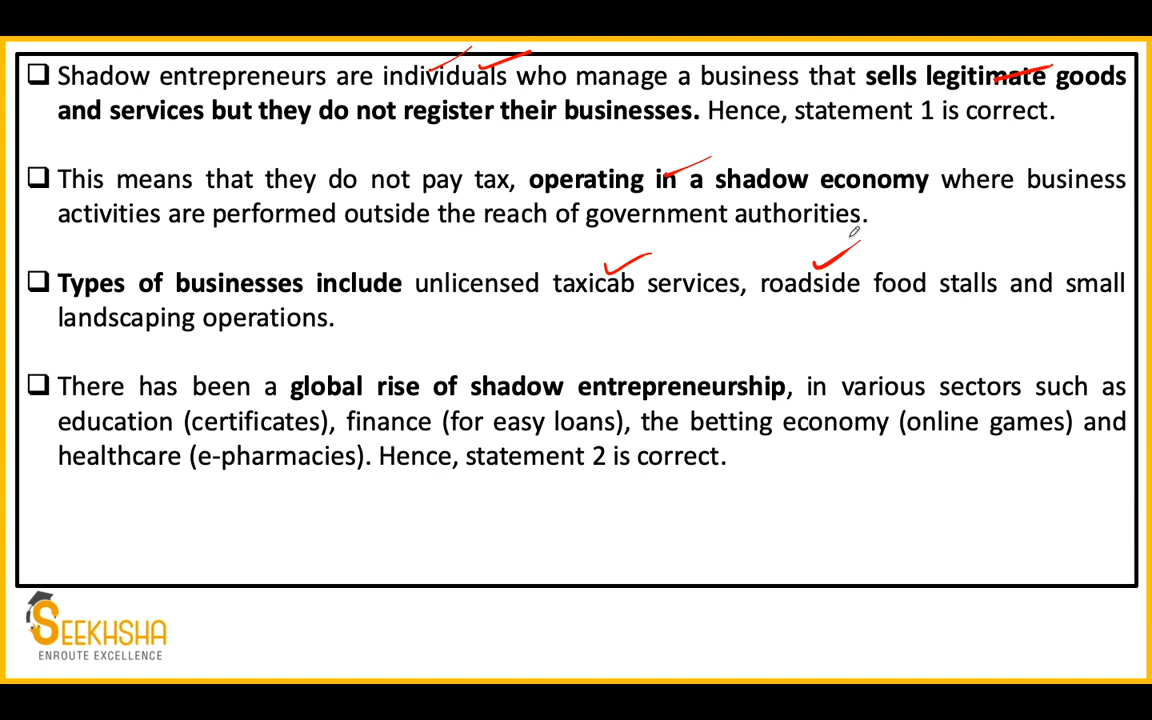 ❑ Shadow entrepreneurs are individuals who manage a business that sells legitimate goods
and services but they do not register their businesses. Hence, statement 1 is correct.
❑ This means that they do not pay tax, operating in a shadow economy where business
activities are performed outside the reach of government authorities.
❑ Types of businesses include unlicensed taxicab services, roadside food stalls and small
landscaping operations.
❑ There has been a global rise of shadow entrepreneurship, in various sectors such as
education (certificates), finance (for easy loans), the betting economy (online games) and
healthcare (e-pharmacies). Hence, statement 2 is correct.
SEEKHSHA
ENROUTE EXCELLENCE